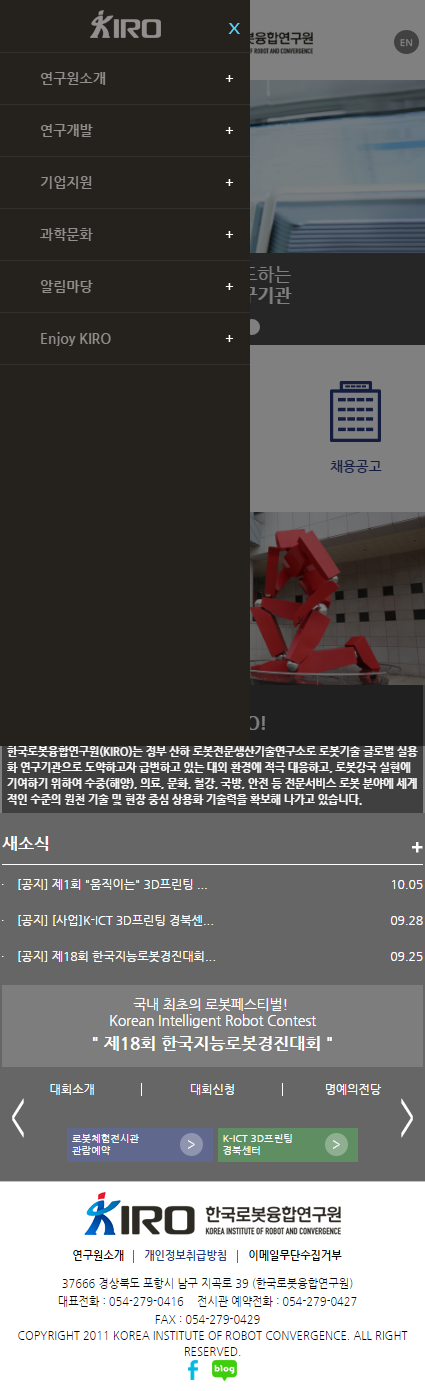 KIRO
X
연구원소개 +
연구개발 +
기업지원 +
과학문화 +
알림마당 +
Enjoy KIRO +
로봇융합연구원
OF ROBOT AND CONVERGENCE
EN
도하는
구기관
채용공고
O!
한국로봇융합연구원(KIRO)는 정부 산하 로봇전문생산기술연구소로 로봇기술 글로벌 실용
화 연구기관으로 도약하고자 급변하고 있는 대외 환경에 적극 대응하고, 로봇강국 실현에
기여하기 위하여 수중(해양), 의료, 문화, 철강, 국방, 안전 등 전문서비스 로봇 분야에 세계
적인 수준의 원천 기술 및 현장 중심 상용화 기술력을 확보해 나가고 있습니다.
새소식 +
· [공지] 제1회 "움직이는" 3D프린팅 ... 10.05
· [공지] [사업]K-ICT 3D프린팅 경북센... 09.28
· [공지] 제18회 한국지능로봇경진대회... 09.25
국내 최초의 로봇페스티벌!
Korean Intelligent Robot Contest
" 제18회 한국지능로봇경진대회 "
대회소개 | 대회신청 | 명예의전당
로봇체험전시관
관람예약 >
K-ICT 3D프린팅
경북센터 >
KIRO 한국로봇융합연구원
KOREA INSTITUTE OF ROBOT AND CONVERGENCE
연구원소개 | 개인정보취급방침 | 이메일무단수집거부
37666 경상북도 포항시 남구 지곡로 39 (한국로봇융합연구원)
대표전화 : 054-279-0416 전시관 예약전화 : 054-279-0427
FAX : 054-279-0429
COPYRIGHT 2011 KOREA INSTITUTE OF ROBOT CONVERGENCE. ALL RIGHT
RESERVED.
f blog